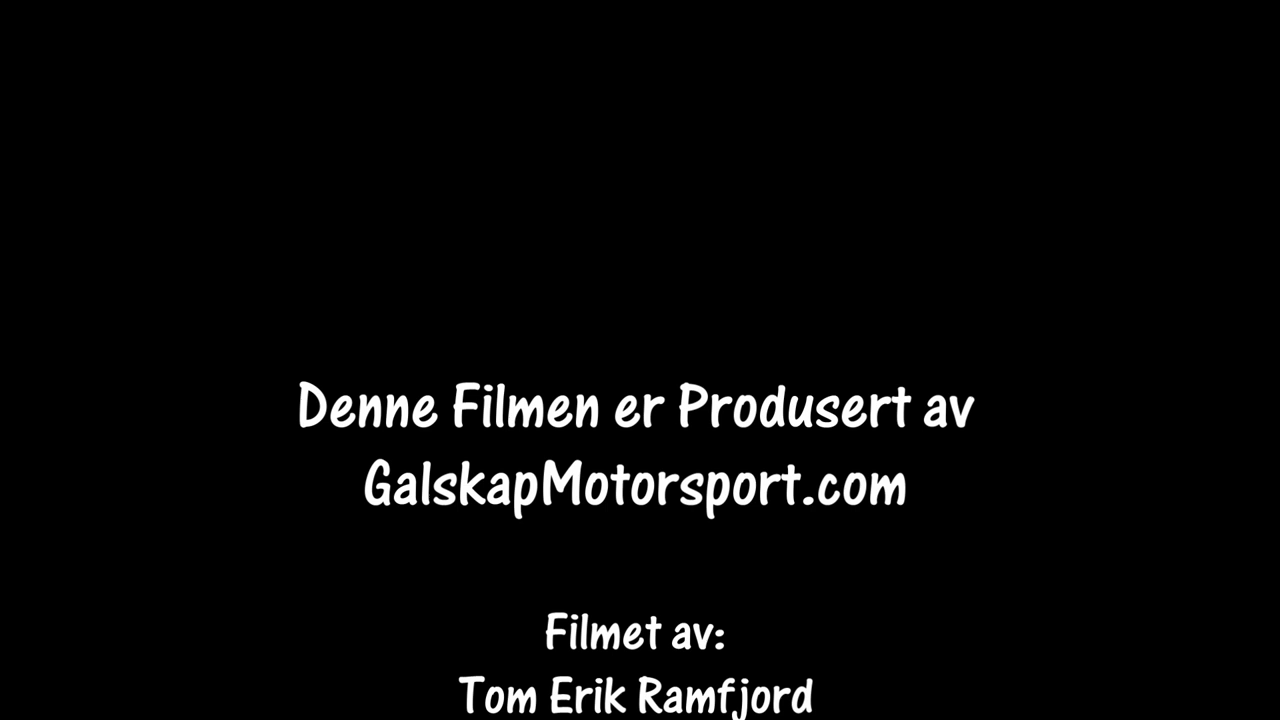 Denne Filmen er Produsert av
GalskapMotorsport.com
Filmet av:
Tom Erik Ramfjord